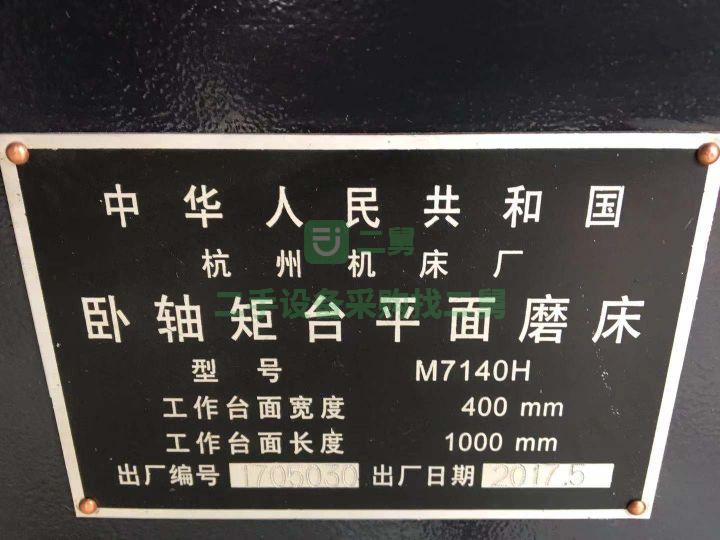 中华人民共和国
二舅
杭州机床厂
二手设备采购找二舅
卧轴矩台平面磨床
型号 M7140H
工作台面宽度 400 mm
工作台面长度 1000 mm
出厂编号 1705030 出厂日期 2017.5